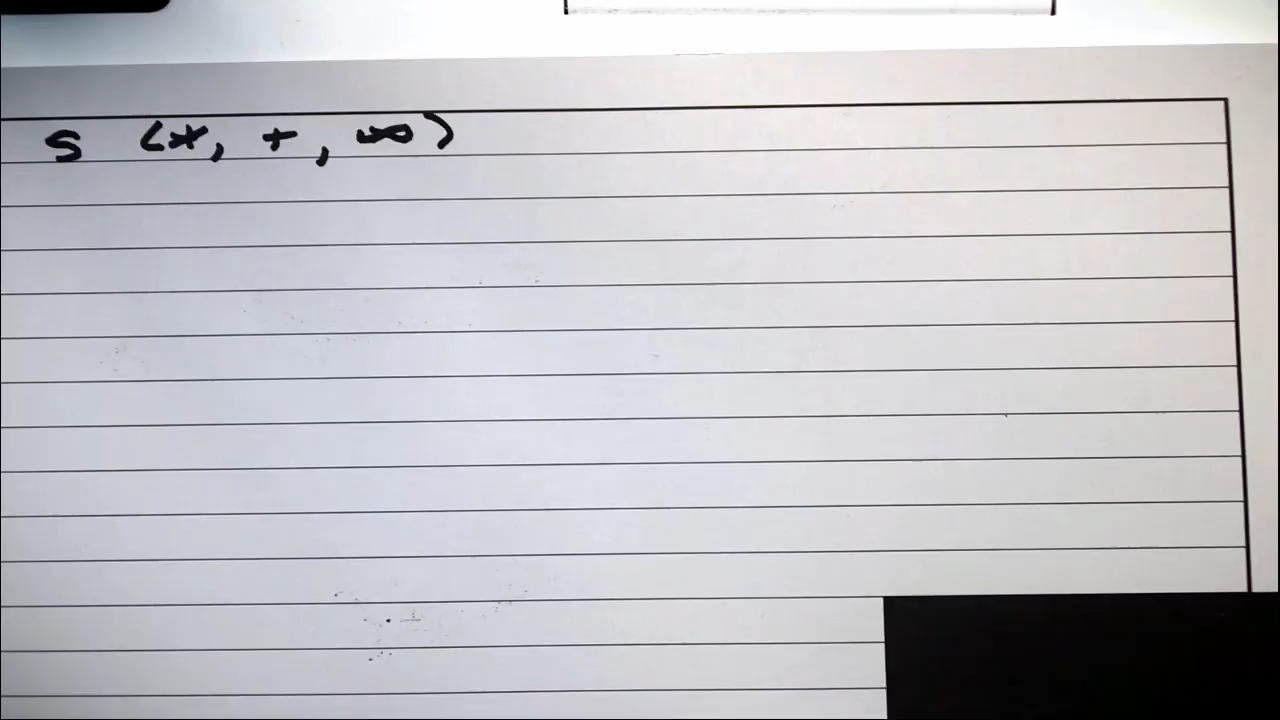 S (*, +, ∞)